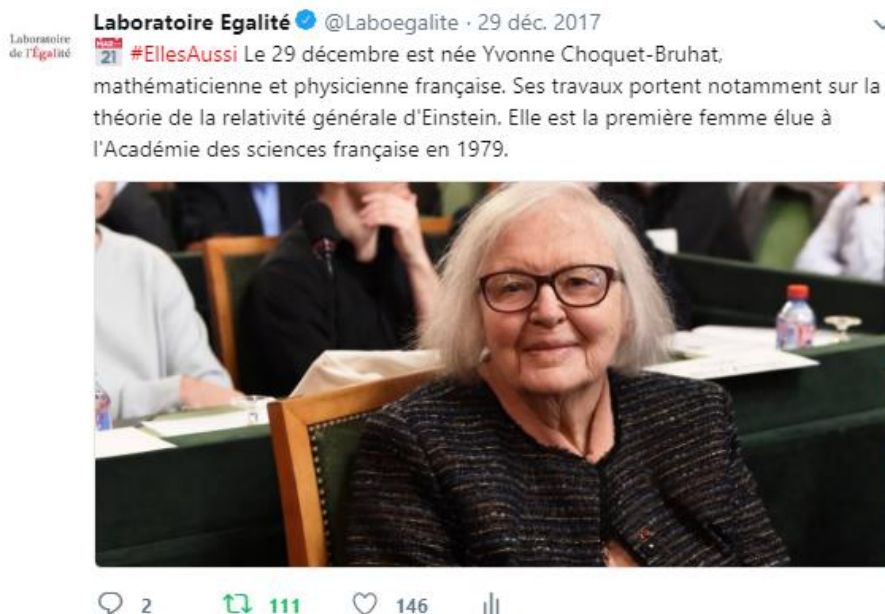 Laboratoire
de l'Égalité
Laboratoire Egalité @Laboegalite · 29 déc. 2017
21 #EllesAussi Le 29 décembre est née Yvonne Choquet-Bruhat,
mathématicienne et physicienne française. Ses travaux portent notamment sur la
théorie de la relativité générale d'Einstein. Elle est la première femme élue à
l'Académie des sciences française en 1979.
2 111 146